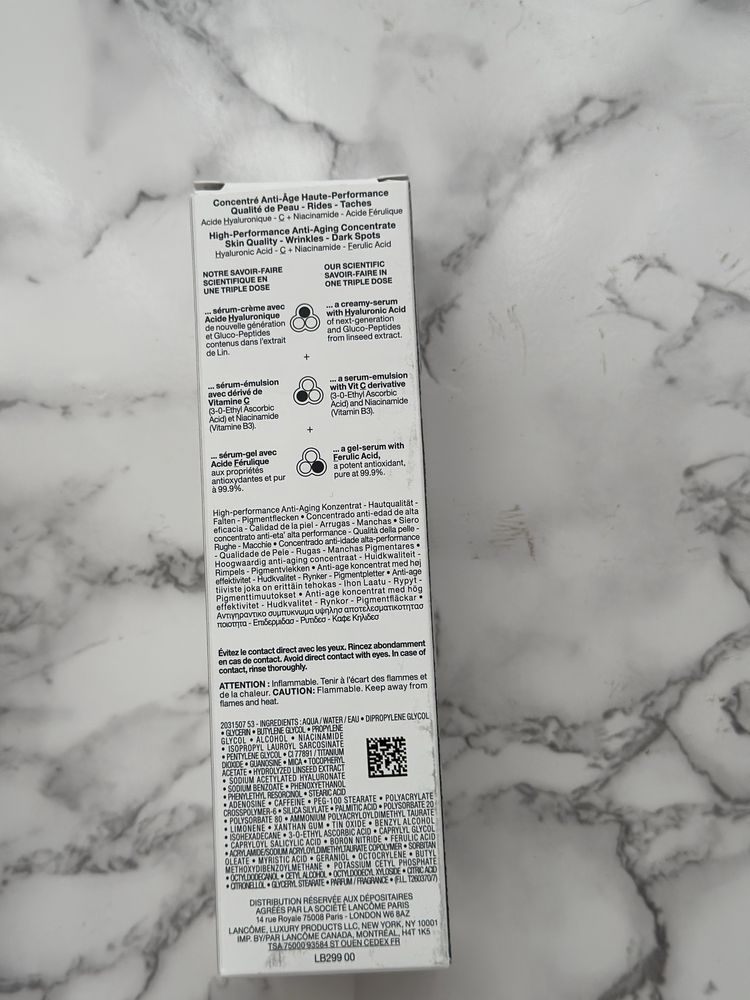 Concentré Anti-Âge Haute-Performance
Qualité de Peau - Rides - Taches
Acide Hyaluronique - C + Niacinamide - Acide Férulique
High-Performance Anti-Aging Concentrate
Skin Quality - Wrinkles - Dark Spots
Hyaluronic Acid - C + Niacinamide - Ferulic Acid
NOTRE SAVOIR-FAIRE
SCIENTIFIQUE EN
UNE TRIPLE DOSE
OUR SCIENTIFIC
SAVOIR-FAIRE IN
ONE TRIPLE DOSE
... sérum-crème avec
Acide Hyaluronique
de nouvelle génération
et Gluco-Peptides
contenus dans l'extrait
de Lin.
... a creamy-serum
with Hyaluronic Acid
of next-generation
and Gluco-Peptides
from linseed extract.
+
... sérum-émulsion
avec dérivé de
Vitamine C
(3-0-Ethyl Ascorbic
Acid) et Niacinamide
(Vitamine B3).
... a serum-emulsion
with Vit C derivative
(3-0-Ethyl Ascorbic
Acid) and Niacinamide
(Vitamin B3).
+
... sérum-gel avec
Acide Férulique
aux propriétés
antioxydantes et pur
à 99.9%.
... a gel-serum with
Ferulic Acid,
a potent antioxidant,
pure at 99.9%.
High-performance Anti-Aging Konzentrat - Hautqualität -
Falten - Pigmentflecken • Concentrado anti-edad de alta
eficacia - Calidad de la piel - Arrugas - Manchas • Siero
concentrato anti-eta' alta performance - Qualità della pelle -
Rughe - Macchie • Concentrado anti-idade alta-performance
- Qualidade de Pele - Rugas - Manchas Pigmentares •
Hoogwaardig anti-aging concentraat - Huidkwaliteit -
Rimpels - Pigmentvlekken • Anti-age koncentrat med høj
effektivitet - Hudkvalitet - Rynker - Pigmentpletter • Anti-age
tiiviste joka on erittäin tehokas - Ihon Laatu - Rypyt -
Pigmenttimuutokset • Anti-age koncentrat med hög
effektivitet - Hudkvalitet - Rynkor - Pigmentfläckar •
Αντιγηραντικο συμπυκνωμα υψηλησ αποτελεσματικοτητασ
ποιοτητα - Επιδερμιδασ - Ρυτιδεσ - Καφε Κηλιδεσ
Évitez le contact direct avec les yeux. Rincez abondamment
en cas de contact. Avoid direct contact with eyes. In case of
contact, rinse thoroughly.
ATTENTION : Inflammable. Tenir à l'écart des flammes et
de la chaleur. CAUTION: Flammable. Keep away from
flames and heat.
2031507 53 - INGREDIENTS : AQUA / WATER / EAU • DIPROPYLENE GLYCOL
• GLYCERIN • BUTYLENE GLYCOL • PROPYLENE
GLYCOL • ALCOHOL • NIACINAMIDE
• ISOPROPYL LAUROYL SARCOSINATE
• PENTYLENE GLYCOL • CI 77891 / TITANIUM
DIOXIDE • GUANOSINE • MICA • TOCOPHERYL
ACETATE • HYDROLYZED LINSEED EXTRACT
• SODIUM ACETYLATED HYALURONATE
• SODIUM BENZOATE • PHENOXYETHANOL
• PHENYLETHYL RESORCINOL • STEARIC ACID
• ADENOSINE • CAFFEINE • PEG-100 STEARATE • POLYACRYLATE
CROSSPOLYMER-6 • SILICA SILYLATE • PALMITIC ACID • POLYSORBATE 20
• POLYSORBATE 80 • AMMONIUM POLYACRYLOYLDIMETHYL TAURATE
• LIMONENE • XANTHAN GUM • TIN OXIDE • BENZYL ALCOHOL
• ISOHEXADECANE • 3-O-ETHYL ASCORBIC ACID • CAPRYLYL GLYCOL
• CAPRYLOYL SALICYLIC ACID • BORON NITRIDE • FERULIC ACID
• ACRYLAMIDE/SODIUM ACRYLOYLDIMETHYLTAURATE COPOLYMER • SORBITAN
OLEATE • MYRISTIC ACID • GERANIOL • OCTOCRYLENE • BUTYL
METHOXYDIBENZOYLMETHANE • POTASSIUM CETYL PHOSPHATE
• OCTYLDODECANOL • CETYL ALCOHOL • OCTYLDODECYL XYLOSIDE • CITRIC ACID
• CITRONELLOL • GLYCERYL STEARATE • PARFUM / FRAGRANCE • (F.I.L. T260370/7)
DISTRIBUTION RÉSERVÉE AUX DÉPOSITAIRES
AGRÉÉS PAR LA SOCIÉTÉ LANCÔME PARIS
14 rue Royale 75008 Paris - LONDON W6 8AZ
LANCÔME, LUXURY PRODUCTS LLC, NEW YORK, NY 10001
IMP. BY/PAR LANCÔME CANADA, MONTRÉAL, H4T 1K5
TSA 75000 93584 ST OUEN CEDEX FR
LB299 00